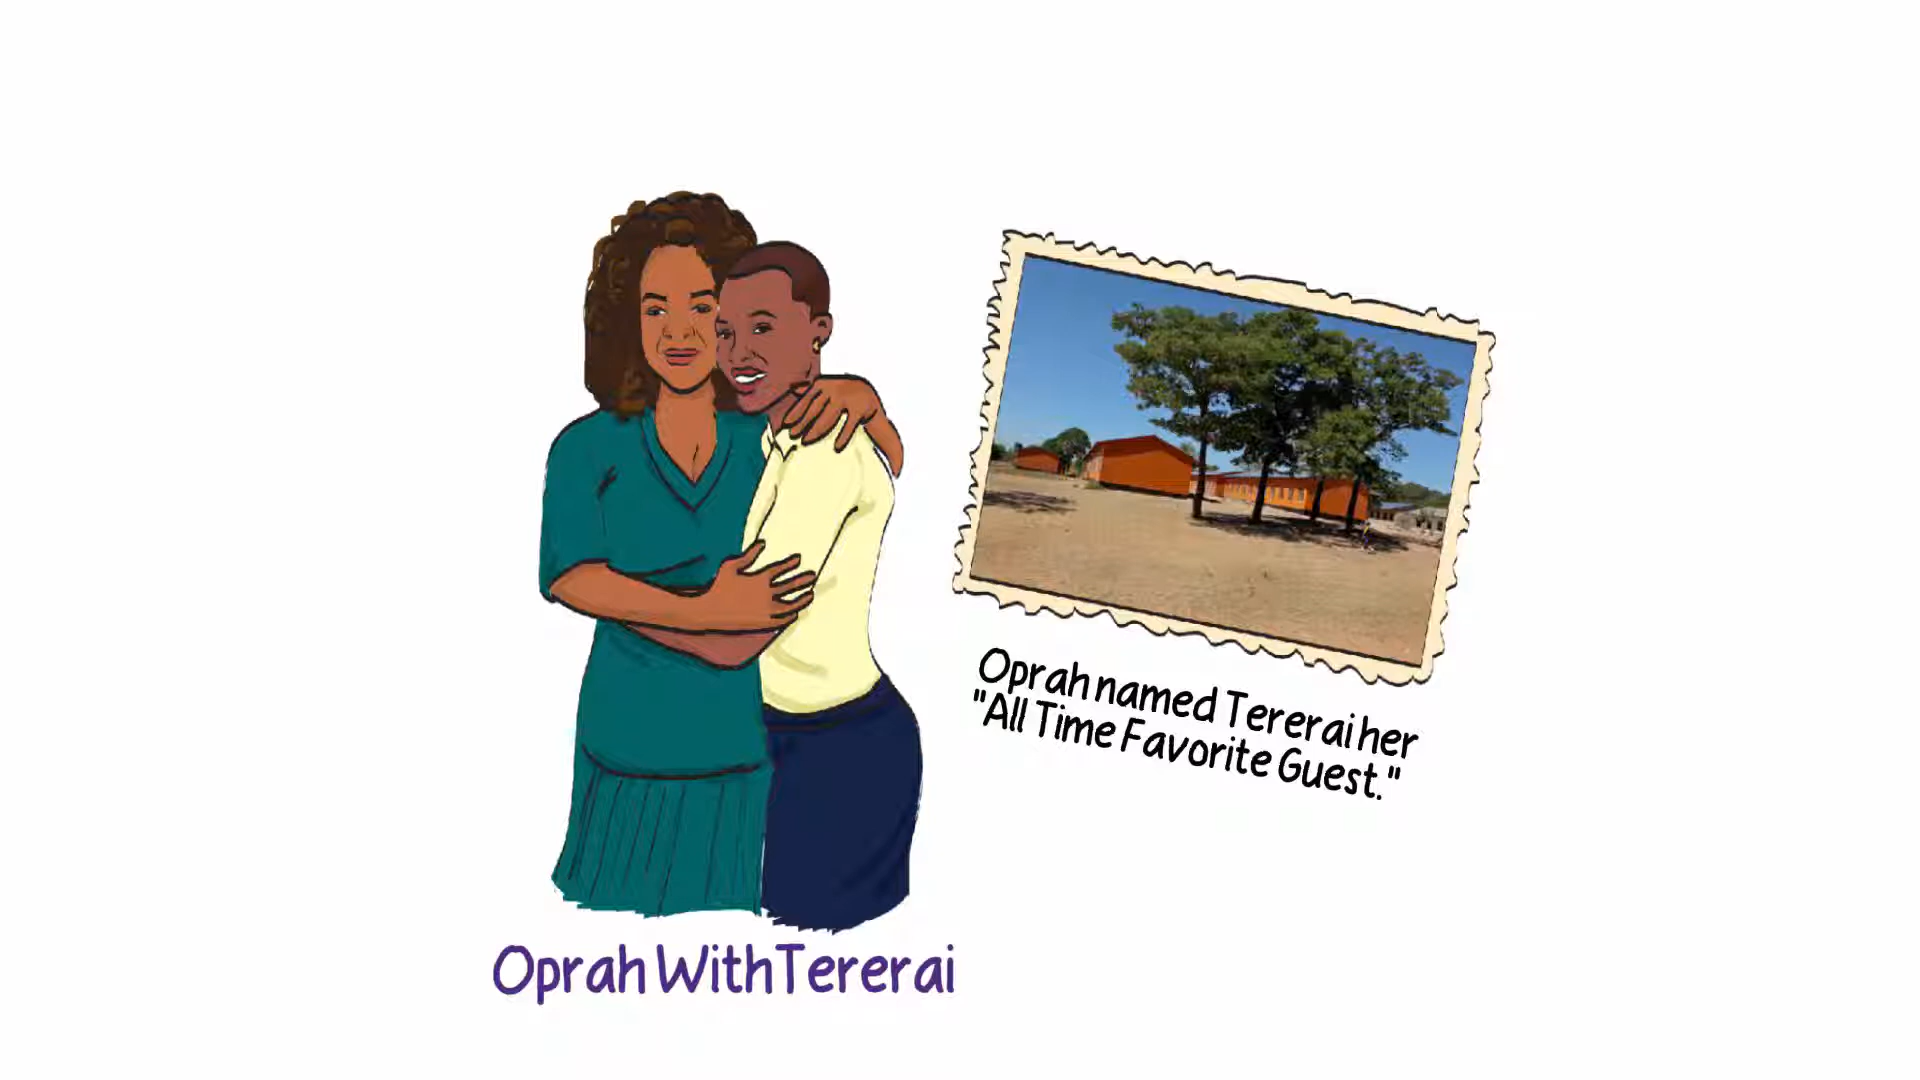 Oprah named Tererai her
"All Time Favorite Guest."
Oprah With Tererai